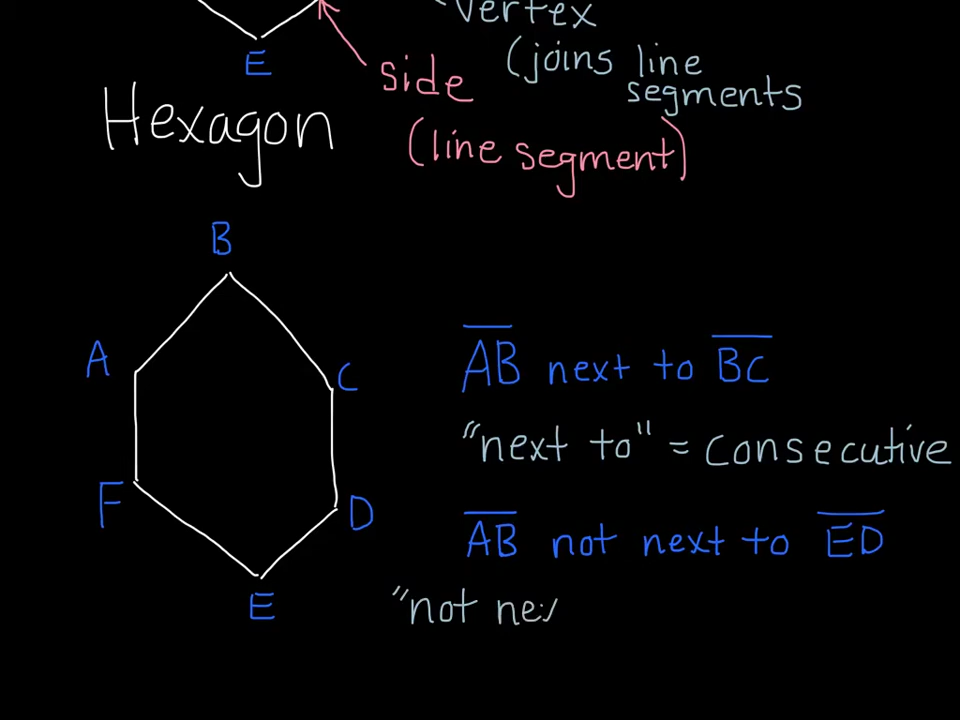 vertex
E
side
(joins line
segments
Hexagon
(line segment)
B
A
C
F
D
E
AB next to BC
"next to" = consecutive
AB not next to ED
"not nex